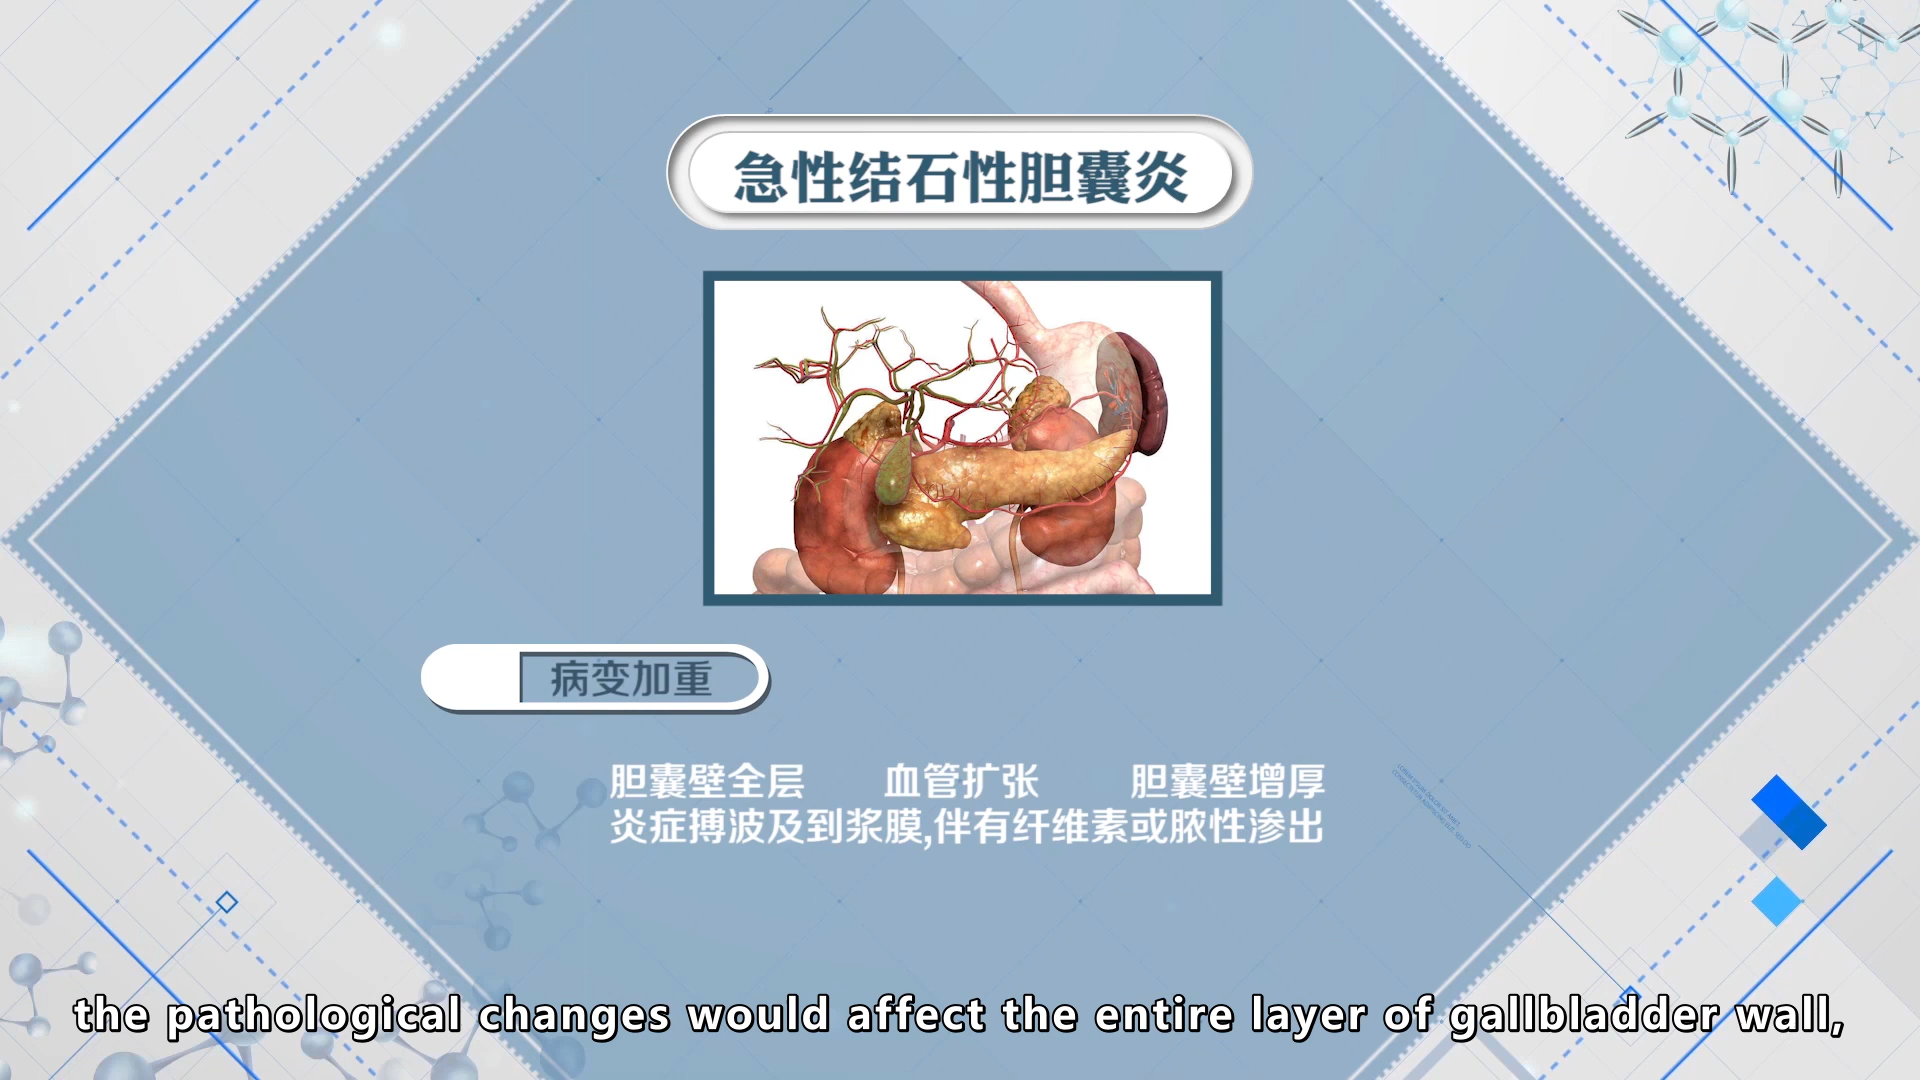 急性结石性胆囊炎
病变加重
胆囊壁全层 血管扩张 胆囊壁增厚
炎症搏波及到浆膜,伴有纤维素或脓性渗出
the pathological changes would affect the entire layer of gallbladder wall,